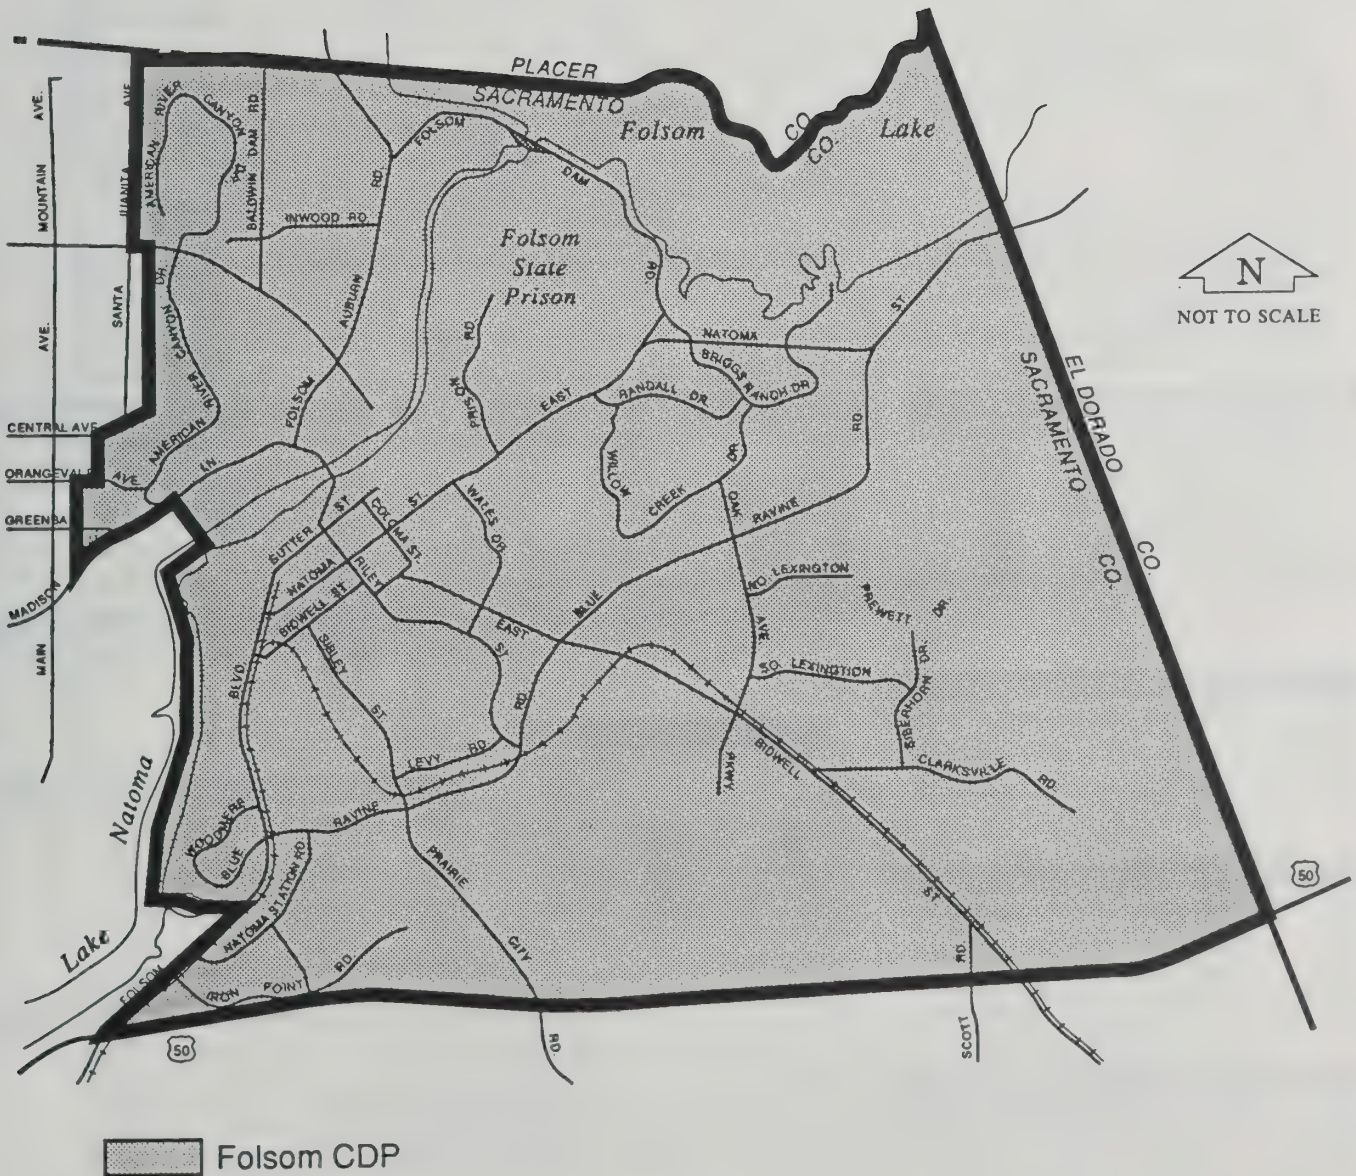 PLACER
SACRAMENTO
CO.
CO.
Folsom
Lake
MOUNTAIN AVE.
JUANITA AVE.
AMERICAN RIVER
CANYON DR.
BALDWIN DAM RD
FOLSOM
DAM
RD
INWOOD RD.
Folsom
State
Prison
N
NOT TO SCALE
SANTA
AVE.
AMERICAN RIVER CANYON DR.
FOLSOM AUBURN RD
PRISON RD
NATOMA ST
BRIGGS RANCH DR
RANDALL DR.
EAST
EL DORADO CO.
SACRAMENTO CO.
CENTRAL AVE
ORANGEVALE AVE.
GREENBA
MADISON
MAIN
LN
WILLOW CREEK DR
OAK AVE PKWY
BLUE RAVINE RD
SUTTER ST
COLOMA ST.
NATOMA ST
RILEY ST
BIDWELL ST
WALES DR.
NO. LEXINGTON
PREWETT DR.
SO. LEXINGTON
SIBERHORN DR.
CLARKSVILLE RD.
EAST BIDWELL ST
SIBLEY ST
LEVY RD
BLUE RAVINE RD
BLVD
BLUE RAVINE
Lake Natoma
NATOMA STATION RD.
PRAIRIE CITY RD.
IRON POINT RD.
FOLSOM
SCOTT RD.
50
50
Folsom CDP